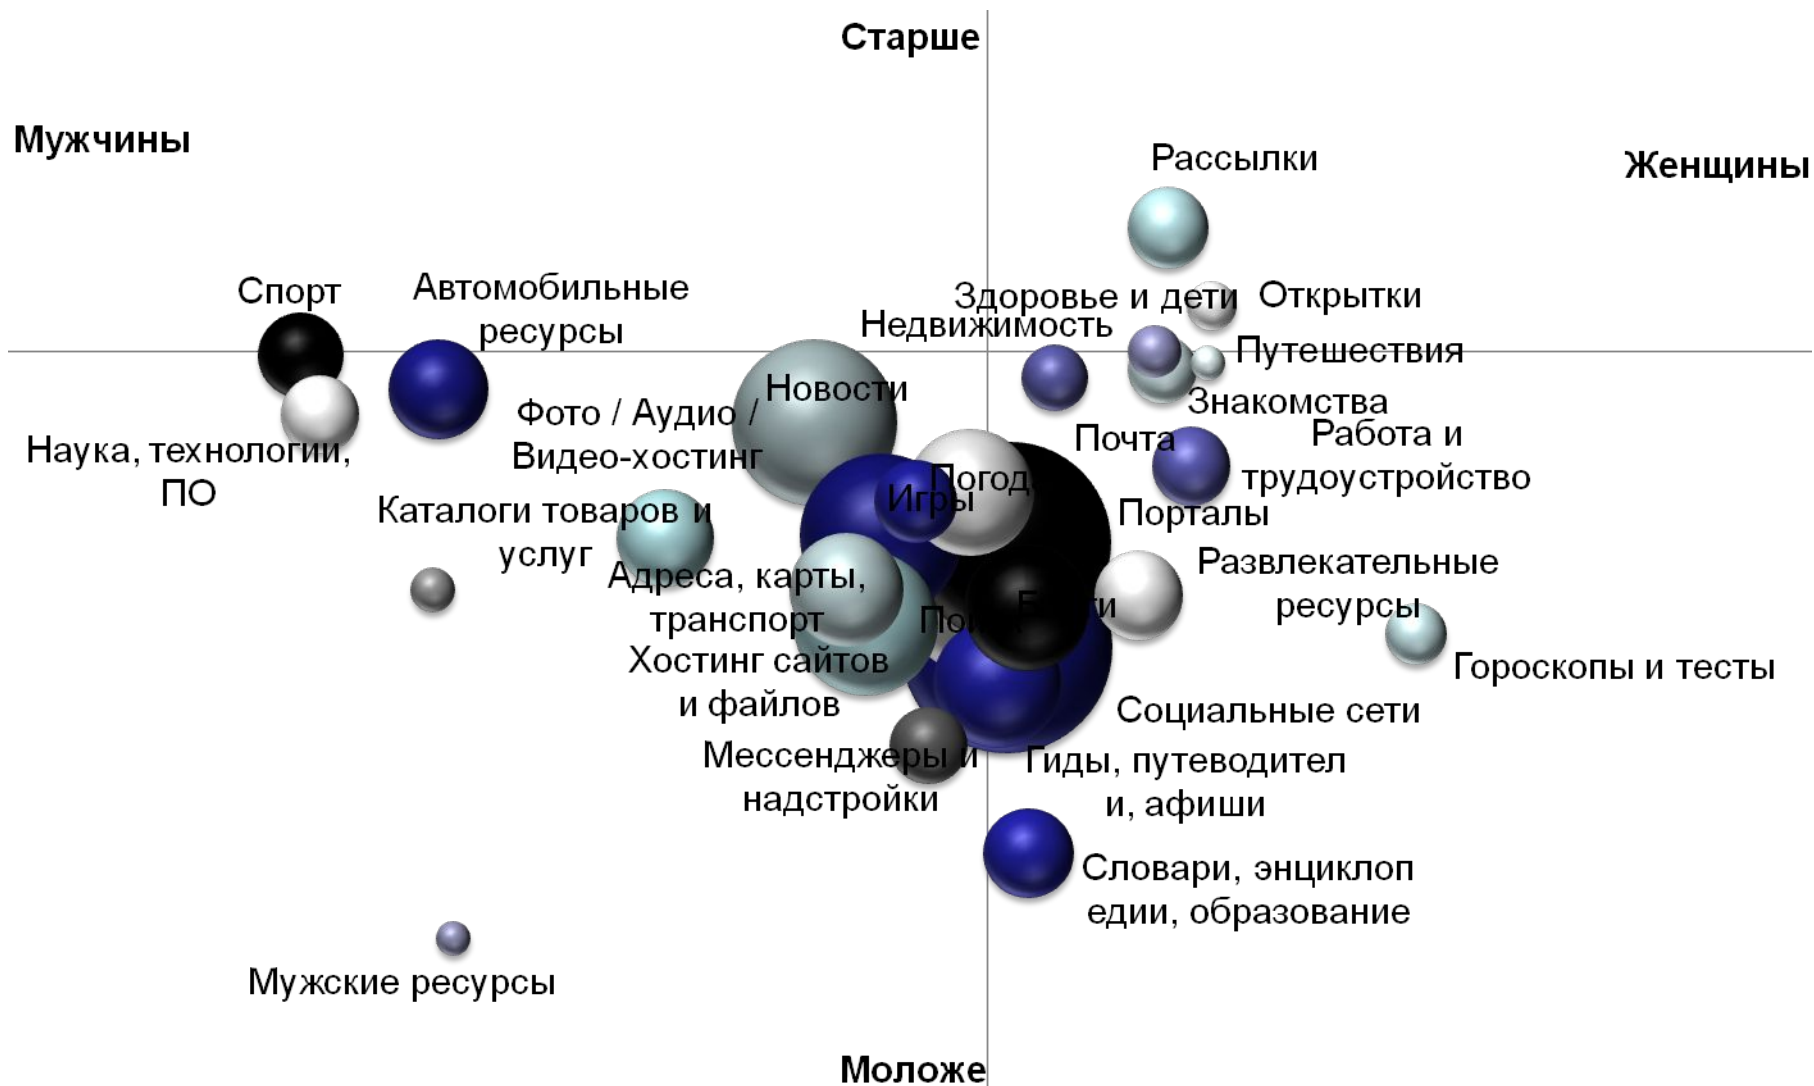 Старше
Мужчины
Рассылки
Женщины
Спорт
Автомобильные
ресурсы
Здоровье и дети
Открытки
Недвижимость
Путешествия
Новости
Знакомства
Фото / Аудио /
Видео-хостинг
Почта
Работа и
трудоустройство
Наука, технологии,
ПО
Погода
Игры
Каталоги товаров и
услуг
Порталы
Развлекательные
ресурсы
Адреса, карты,
транспорт
Гороскопы и тесты
Хостинг сайтов
и файлов
Социальные сети
Мессенджеры и
надстройки
Гиды, путеводител
и, афиши
Словари, энциклоп
едии, образование
Мужские ресурсы
Моложе